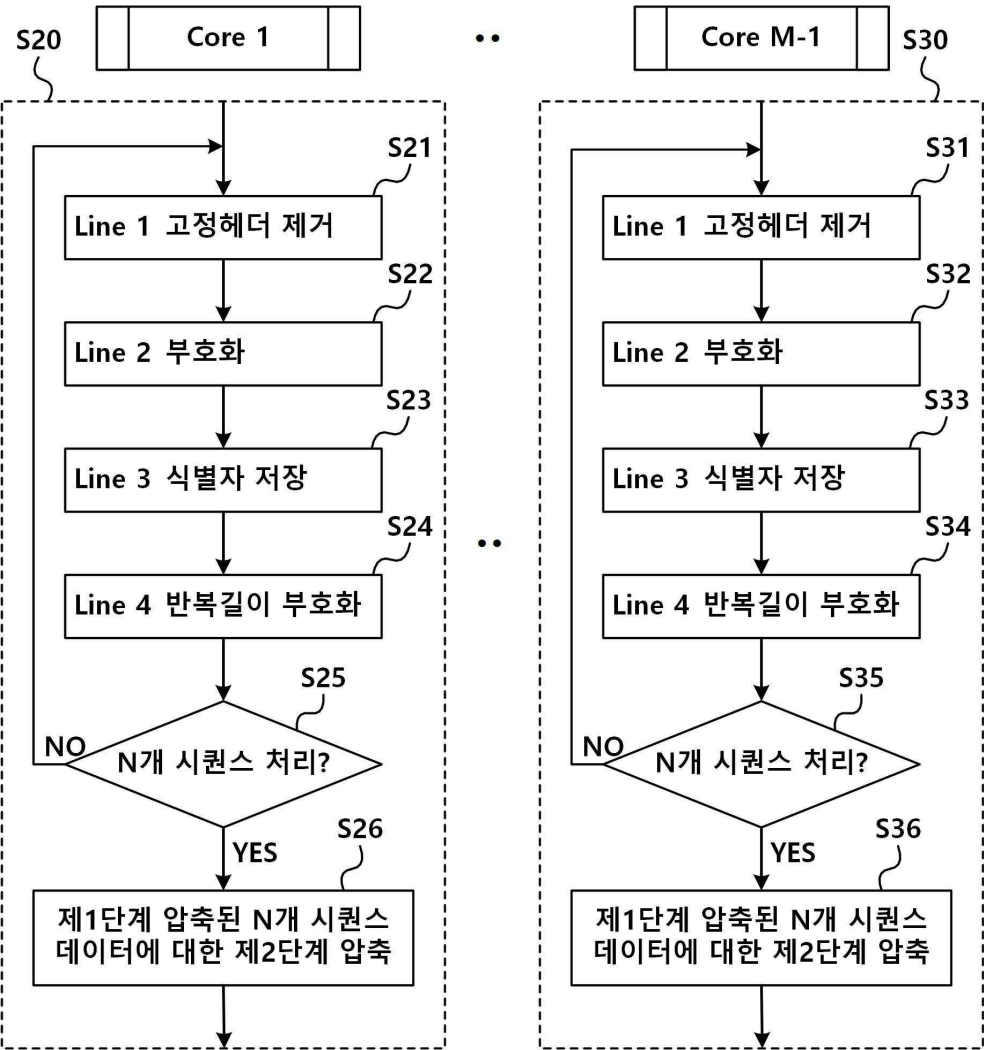 Core 1
Core M-1
S20
S21
Line 1 고정헤더 제거
S22
Line 2 부호화
S23
Line 3 식별자 저장
S24
Line 4 반복길이 부호화
S25
N개 시퀀스 처리?
NO
YES
S26
제1단계 압축된 N개 시퀀스
데이터에 대한 제2단계 압축
S30
S31
Line 1 고정헤더 제거
S32
Line 2 부호화
S33
Line 3 식별자 저장
S34
Line 4 반복길이 부호화
S35
N개 시퀀스 처리?
NO
YES
S36
제1단계 압축된 N개 시퀀스
데이터에 대한 제2단계 압축